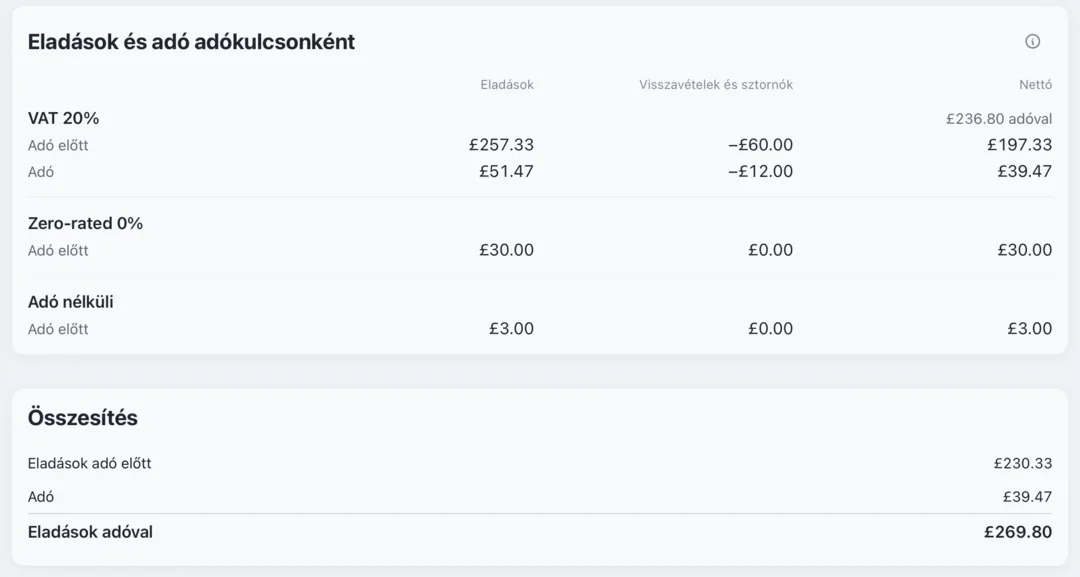 Eladások és adó adókulcsonként
Eladások Visszavételek és sztornók Nettó
VAT 20% £236.80 adóval
Adó előtt £257.33 –£60.00 £197.33
Adó £51.47 –£12.00 £39.47
Zero-rated 0%
Adó előtt £30.00 £0.00 £30.00
Adó nélküli
Adó előtt £3.00 £0.00 £3.00
Összesítés
Eladások adó előtt £230.33
Adó £39.47
Eladások adóval £269.80